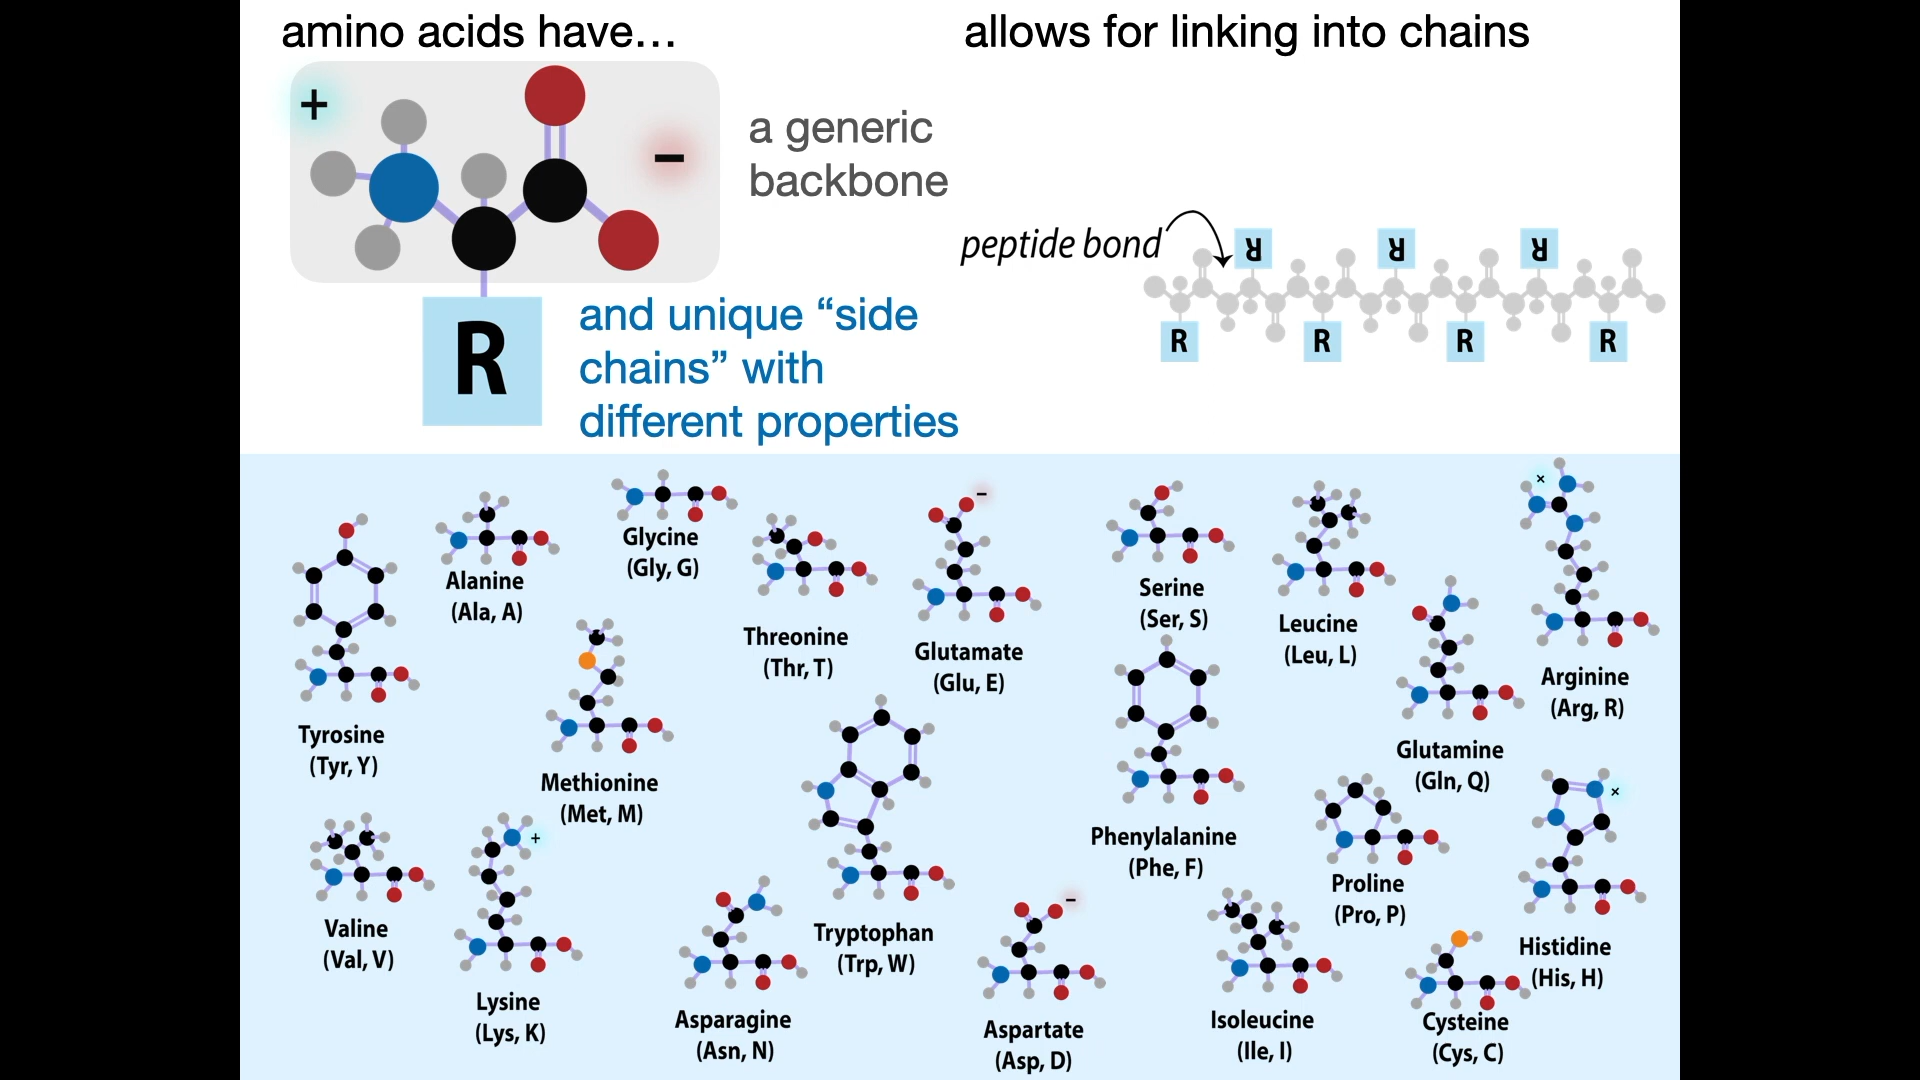 amino acids have…
allows for linking into chains
+
−
a generic
backbone
R
and unique “side
chains” with
different properties
peptide bond
R R R
R R R R
Tyrosine
(Tyr, Y)
Alanine
(Ala, A)
Glycine
(Gly, G)
Threonine
(Thr, T)
−
Glutamate
(Glu, E)
Serine
(Ser, S)
Leucine
(Leu, L)
×
Arginine
(Arg, R)
Methionine
(Met, M)
Glutamine
(Gln, Q)
Phenylalanine
(Phe, F)
Proline
(Pro, P)
×
Histidine
(His, H)
Valine
(Val, V)
+
Lysine
(Lys, K)
Asparagine
(Asn, N)
Tryptophan
(Trp, W)
−
Aspartate
(Asp, D)
Isoleucine
(Ile, I)
Cysteine
(Cys, C)